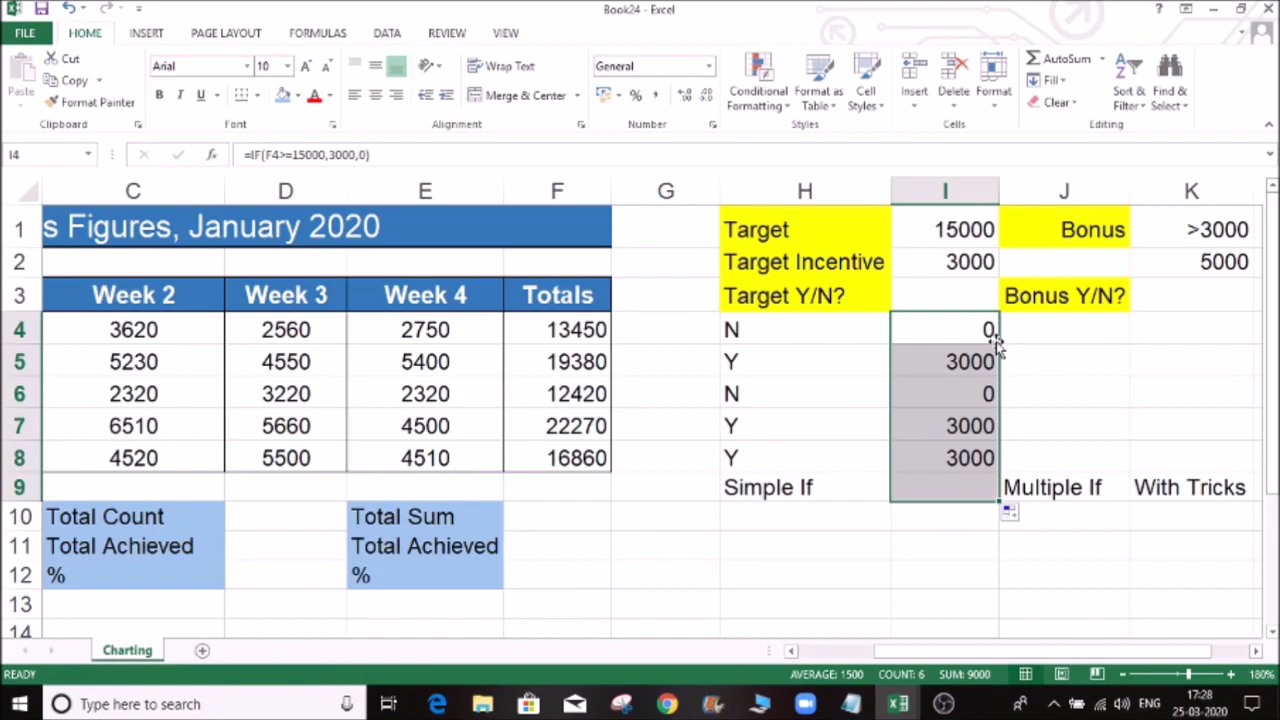 Book24 - Excel
FILE HOME INSERT PAGE LAYOUT FORMULAS DATA REVIEW VIEW
Cut
Copy
Format Painter
Paste
Clipboard
Arial 10
B I U
Font
Wrap Text
Merge & Center
Alignment
General
Number
Conditional Formatting
Format as Table
Cell Styles
Styles
Insert Delete Format
Cells
AutoSum
Fill
Clear
Sort & Filter
Find & Select
Editing
I4 fx =IF(F4>=15000,3000,0)
C D E F G H I J K
1 s Figures, January 2020 Target 15000 Bonus >3000
2 Target Incentive 3000 5000
3 Week 2 Week 3 Week 4 Totals Target Y/N? Bonus Y/N?
4 3620 2560 2750 13450 N 0
5 5230 4550 5400 19380 Y 3000
6 2320 3220 2320 12420 N 0
7 6510 5660 4500 22270 Y 3000
8 4520 5500 4510 16860 Y 3000
9 Simple If Multiple If With Tricks
10 Total Count Total Sum
11 Total Achieved Total Achieved
12 % %
13
14
Charting
READY AVERAGE: 1500 COUNT: 6 SUM: 9000 180%
Type here to search ENG 17:28
25-03-2020